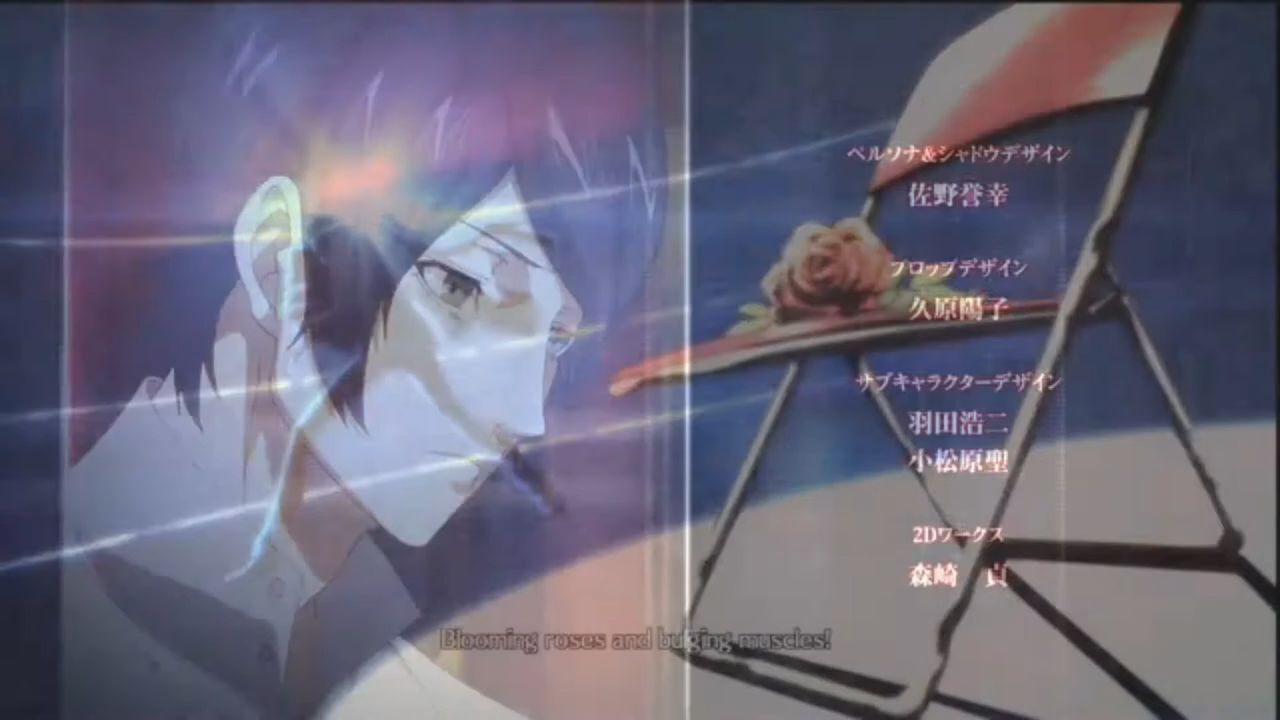 ペルソナ&シャドウデザイン
佐野誉幸
プロップデザイン
久原陽子
サブキャラクターデザイン
羽田浩二
小松原聖
2Dワークス
森崎 貞
Blooming roses and bulging muscles!